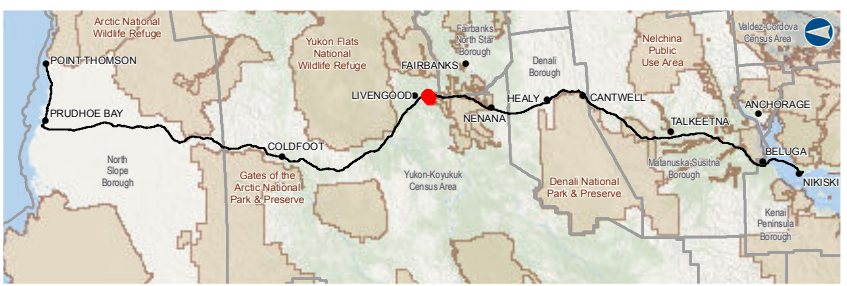 Arctic National
Wildlife Refuge
POINT THOMSON
PRUDHOE BAY
North
Slope
Borough
COLDFOOT
Gates of the
Arctic National
Park & Preserve
Yukon Flats
National
Wildlife Refuge
LIVENGOOD
FAIRBANKS
Fairbanks
North Star
Borough
Yukon-Koyukuk
Census Area
NENANA
HEALY
Denali
Borough
CANTWELL
Denali National
Park & Preserve
Nelchina
Public
Use Area
TALKEETNA
Matanuska-Susitna
Borough
Valdez-Cordova
Census Area
ANCHORAGE
BELUGA
NIKISKI
Kenai
Peninsula
Borough